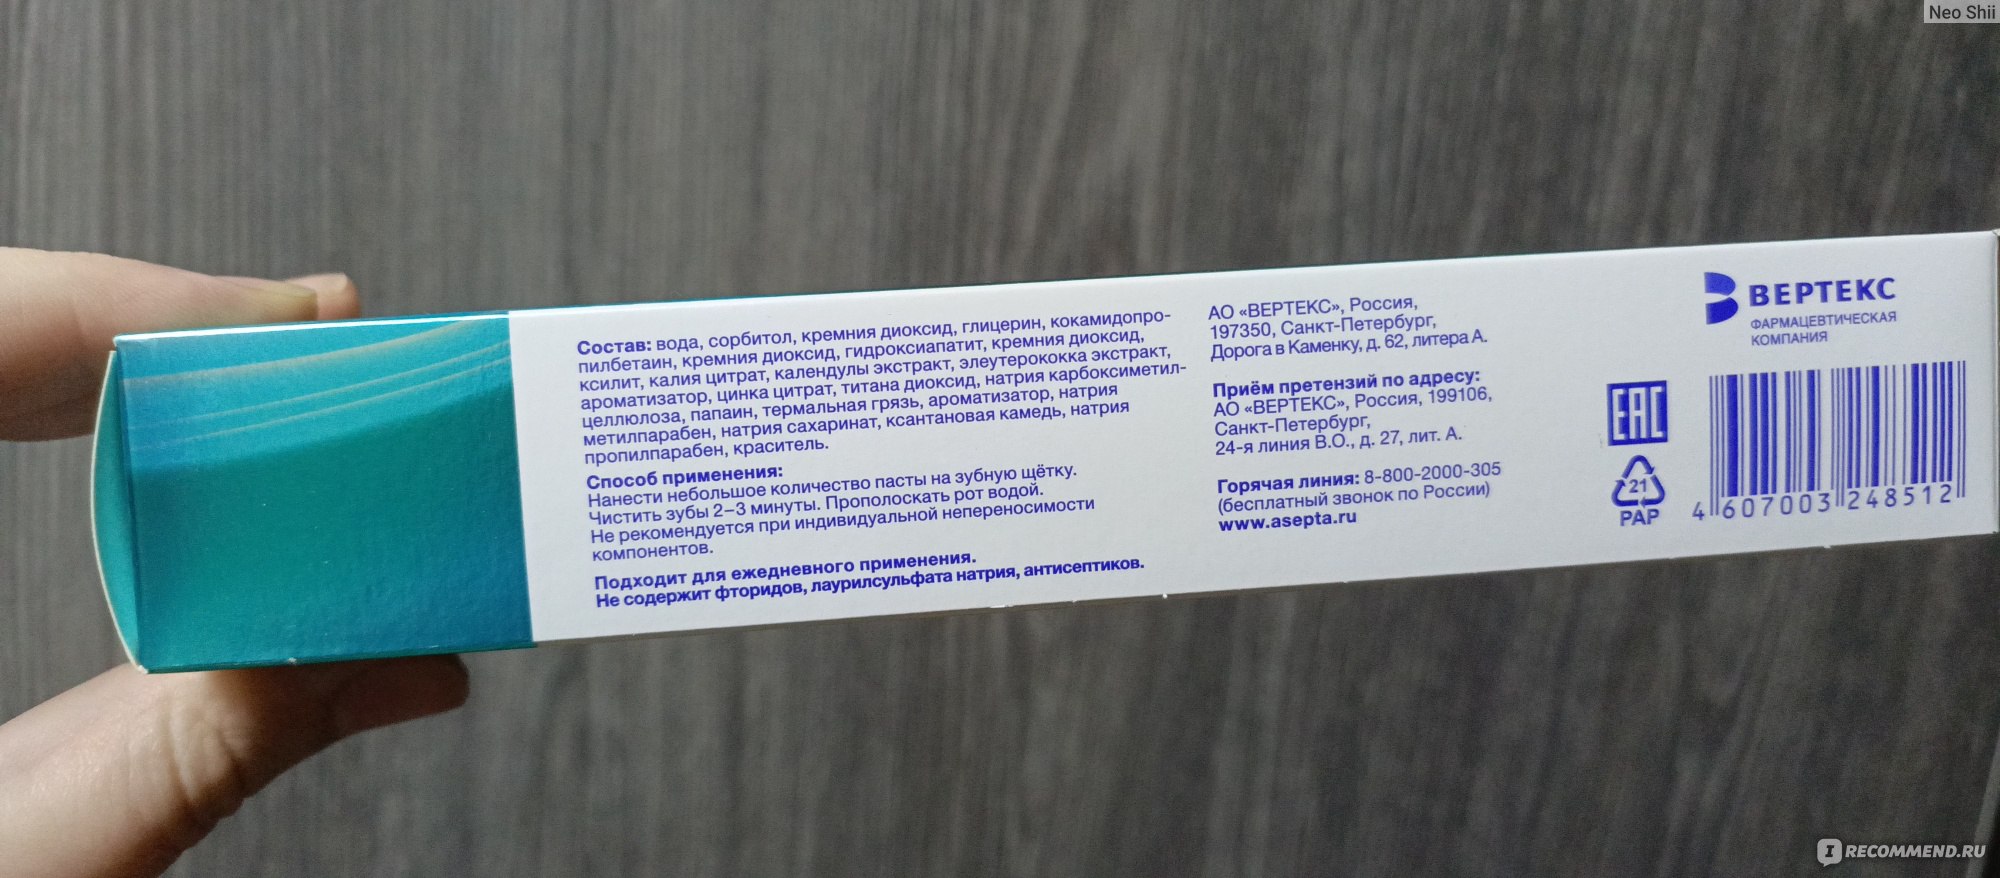 Neo Shii
Состав: вода, сорбитол, кремния диоксид, глицерин, кокамидопро-
пилбетаин, кремния диоксид, гидроксиапатит, кремния диоксид,
ксилит, калия цитрат, календулы экстракт, элеутерококка экстракт,
ароматизатор, цинка цитрат, титана диоксид, натрия карбоксиметил-
целлюлоза, папаин, термальная грязь, ароматизатор, натрия
метилпарабен, натрия сахаринат, ксантановая камедь, натрия
пропилпарабен, краситель.
Способ применения:
Нанести небольшое количество пасты на зубную щётку.
Чистить зубы 2–3 минуты. Прополоскать рот водой.
Не рекомендуется при индивидуальной непереносимости
компонентов.
Подходит для ежедневного применения.
Не содержит фторидов, лаурилсульфата натрия, антисептиков.
АО «ВЕРТЕКС», Россия,
197350, Санкт-Петербург,
Дорога в Каменку, д. 62, литера А.
Приём претензий по адресу:
АО «ВЕРТЕКС», Россия, 199106,
Санкт-Петербург,
24-я линия В.О., д. 27, лит. А.
Горячая линия: 8-800-2000-305
(бесплатный звонок по России)
www.asepta.ru
ВЕРТЕКС
ФАРМАЦЕВТИЧЕСКАЯ
КОМПАНИЯ
EAC
21
PAP
4 607003 248512
IRECOMMEND.RU